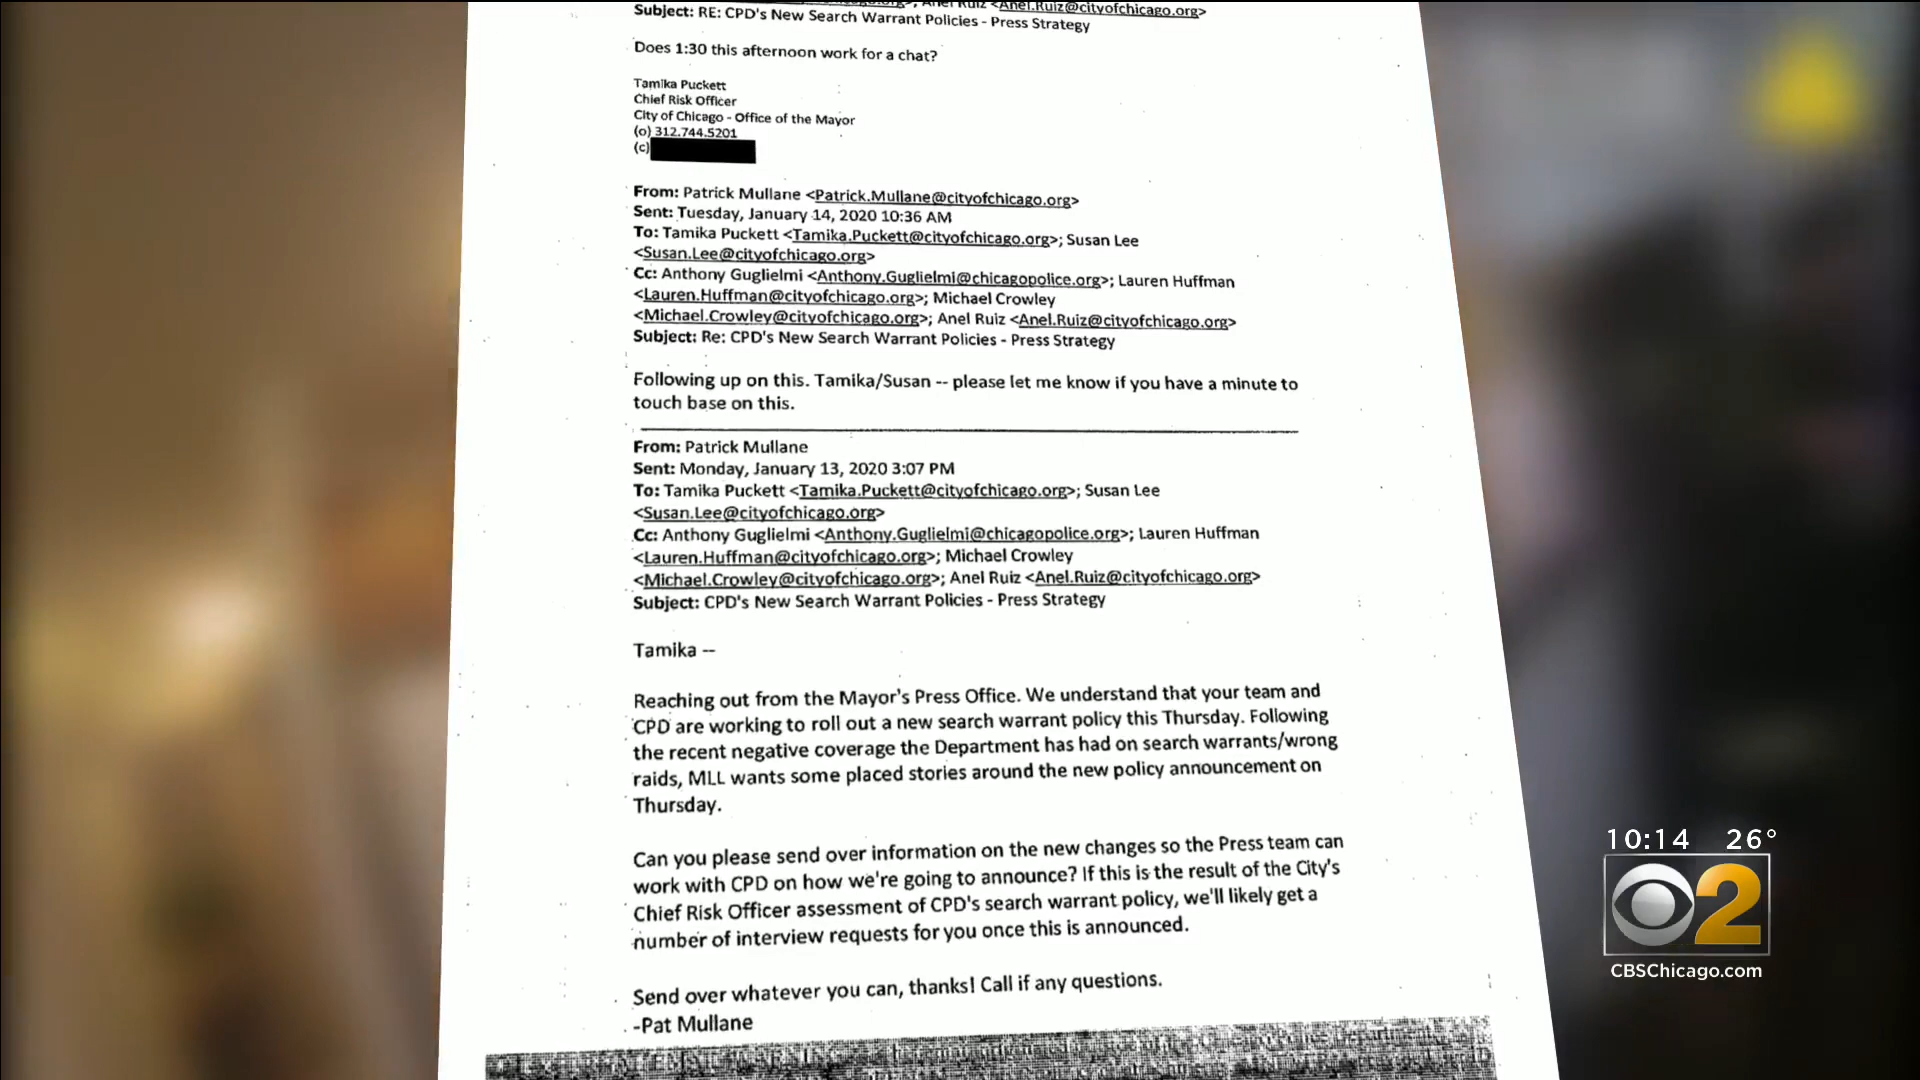 Anel Ruiz <Anel.Ruiz@cityofchicago.org>
Subject: RE: CPD's New Search Warrant Policies - Press Strategy
Does 1:30 this afternoon work for a chat?
Tamika Puckett
Chief Risk Officer
City of Chicago - Office of the Mayor
(o) 312.744.5201
(c)
From: Patrick Mullane <Patrick.Mullane@cityofchicago.org>
Sent: Tuesday, January 14, 2020 10:36 AM
To: Tamika Puckett <Tamika.Puckett@cityofchicago.org>; Susan Lee
<Susan.Lee@cityofchicago.org>
Cc: Anthony Guglielmi <Anthony.Guglielmi@chicagopolice.org>; Lauren Huffman
<Lauren.Huffman@cityofchicago.org>; Michael Crowley
<Michael.Crowley@cityofchicago.org>; Anel Ruiz <Anel.Ruiz@cityofchicago.org>
Subject: Re: CPD's New Search Warrant Policies - Press Strategy
Following up on this. Tamika/Susan -- please let me know if you have a minute to
touch base on this.
From: Patrick Mullane
Sent: Monday, January 13, 2020 3:07 PM
To: Tamika Puckett <Tamika.Puckett@cityofchicago.org>; Susan Lee
<Susan.Lee@cityofchicago.org>
Cc: Anthony Guglielmi <Anthony.Guglielmi@chicagopolice.org>; Lauren Huffman
<Lauren.Huffman@cityofchicago.org>; Michael Crowley
<Michael.Crowley@cityofchicago.org>; Anel Ruiz <Anel.Ruiz@cityofchicago.org>
Subject: CPD's New Search Warrant Policies - Press Strategy
Tamika --
Reaching out from the Mayor's Press Office. We understand that your team and
CPD are working to roll out a new search warrant policy this Thursday. Following
the recent negative coverage the Department has had on search warrants/wrong
raids, MLL wants some placed stories around the new policy announcement on
Thursday.
Can you please send over information on the new changes so the Press team can
work with CPD on how we're going to announce? If this is the result of the City's
Chief Risk Officer assessment of CPD's search warrant policy, we'll likely get a
number of interview requests for you once this is announced.
Send over whatever you can, thanks! Call if any questions.
-Pat Mullane
10:14 26°
2
CBSChicago.com